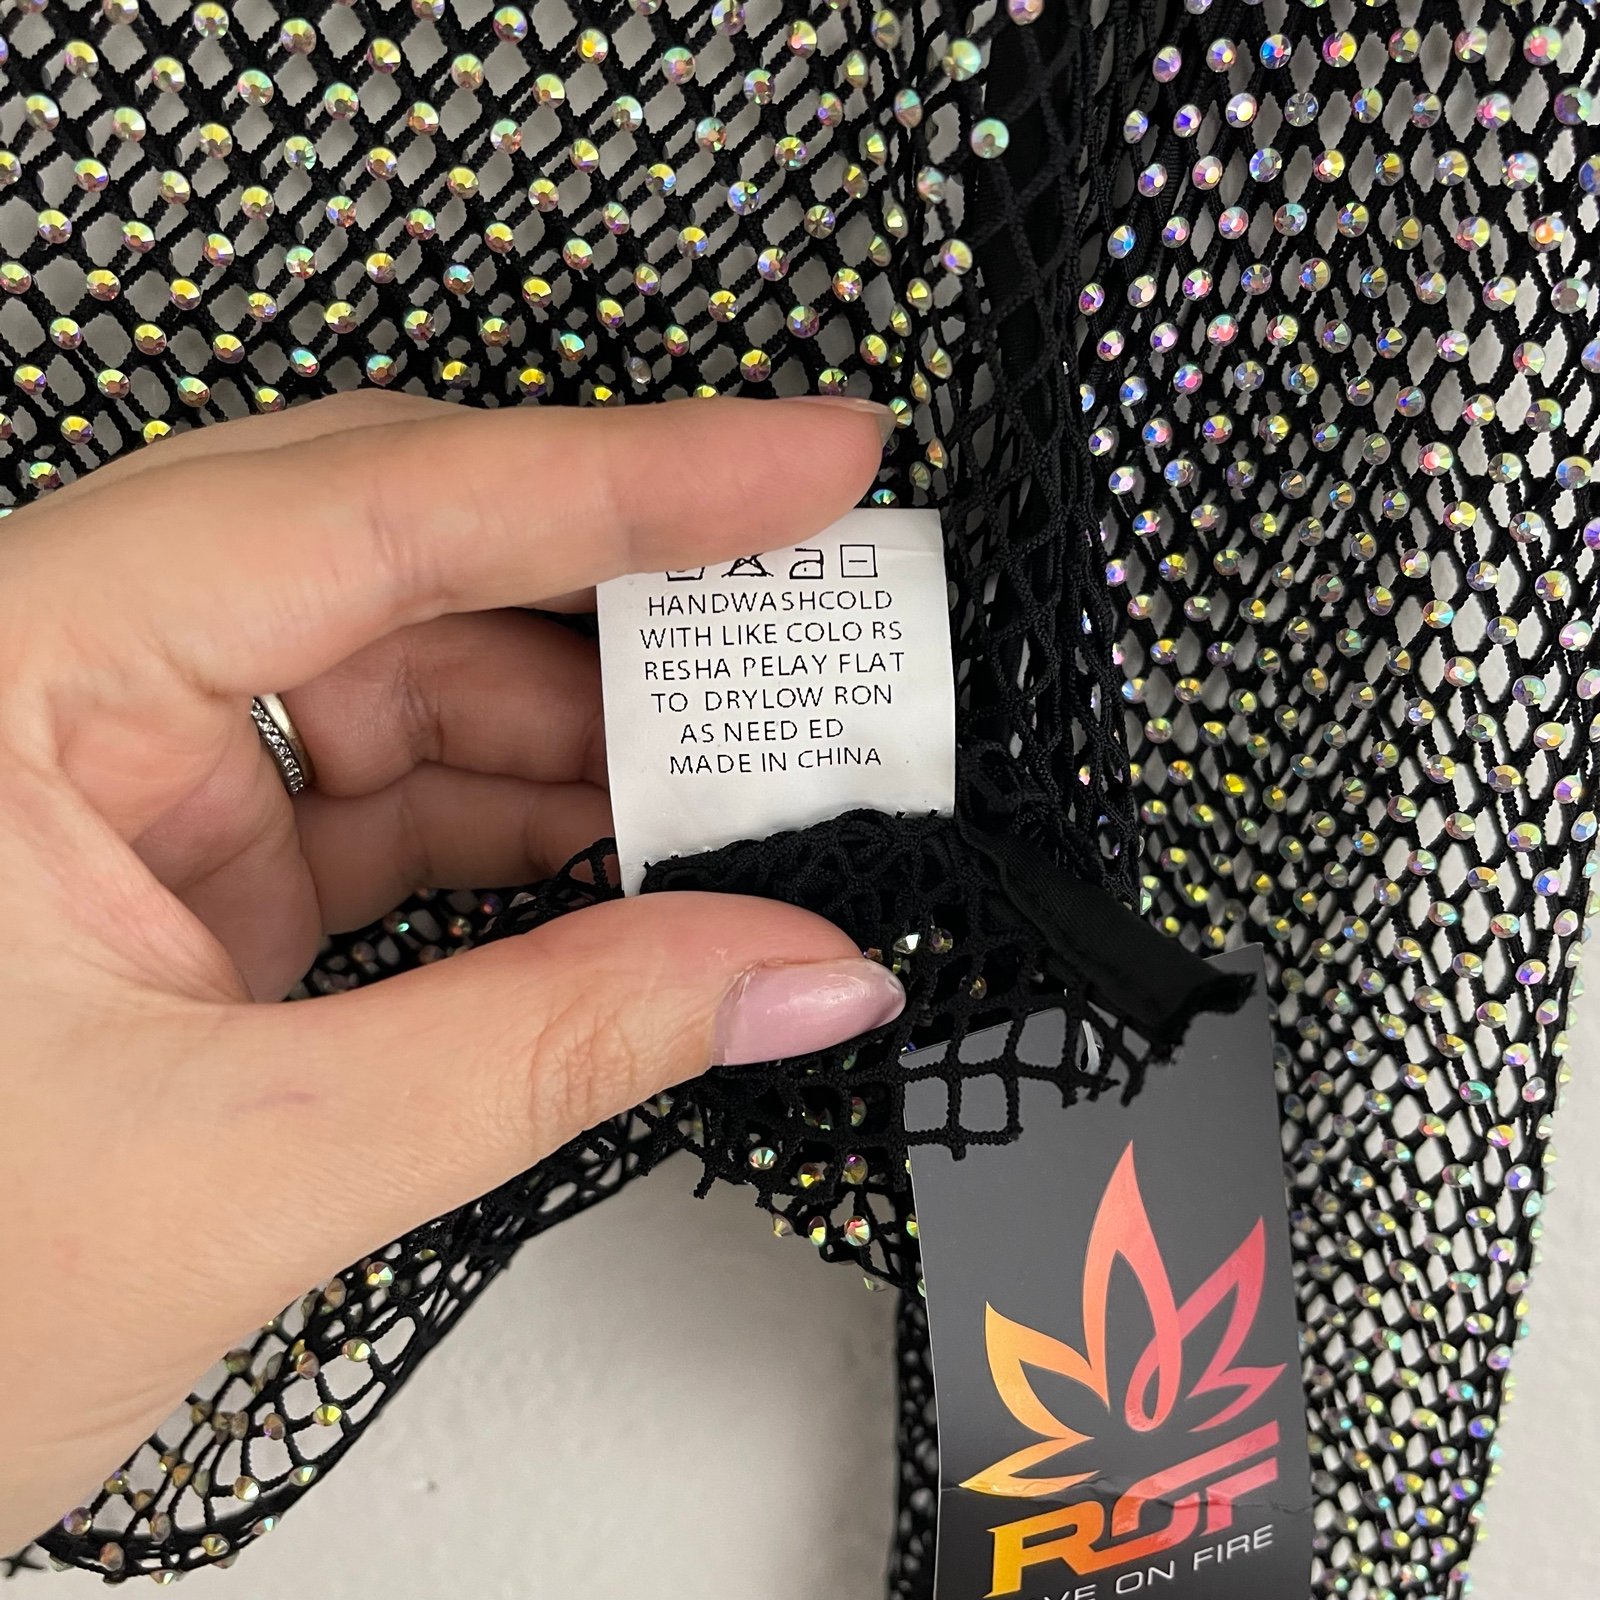 HANDWASHCOLD
WITH LIKE COLO RS
RESHA PELAY FLAT
TO DRYLOW RON
AS NEED ED
MADE IN CHINA
ROF
VE ON FIRE